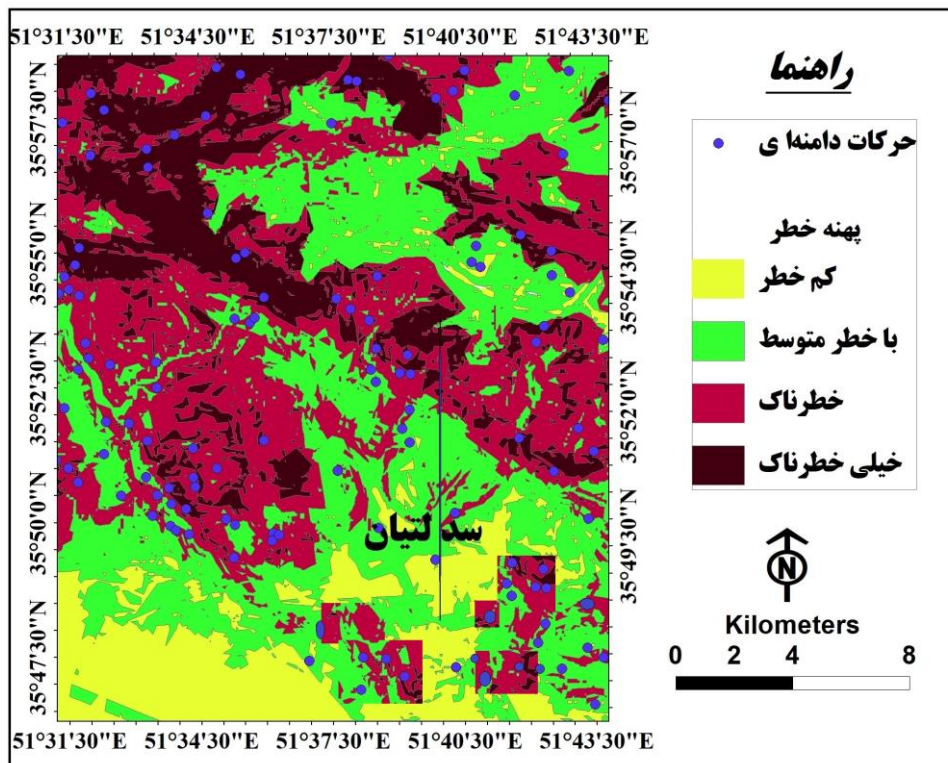 51°31'30"E 51°34'30"E 51°37'30"E 51°40'30"E 51°43'30"E
35°57'30"N
35°55'0"N
35°52'30"N
35°50'0"N
35°47'30"N
سد لتیان
35°57'0"N
35°54'30"N
35°52'0"N
35°49'30"N
35°47'0"N
51°31'30"E 51°34'30"E 51°37'30"E 51°40'30"E 51°43'30"E
راهنما
حرکات دامنه‌ا ی
پهنه خطر
کم خطر
با خطر متوسط
خطرناک
خیلی خطرناک
N
Kilometers
0 2 4 8